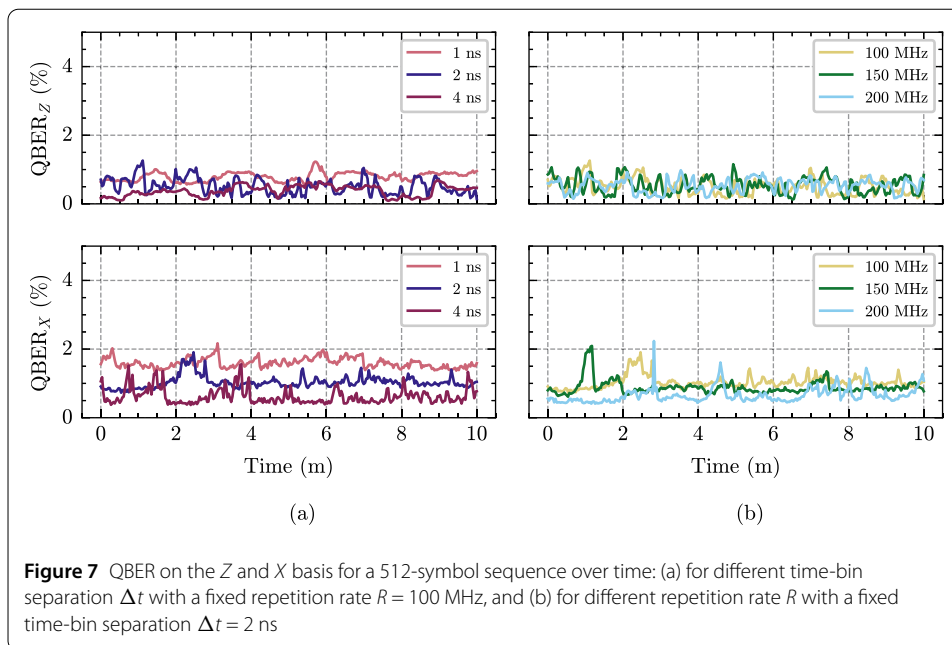 4
2
0
QBER_Z (%)
1 ns
2 ns
4 ns
100 MHz
150 MHz
200 MHz
4
2
0
QBER_X (%)
1 ns
2 ns
4 ns
100 MHz
150 MHz
200 MHz
0 2 4 6 8 10
0 2 4 6 8 10
Time (m)
Time (m)
(a)
(b)
Figure 7 QBER on the Z and X basis for a 512-symbol sequence over time: (a) for different time-bin
separation Δt with a fixed repetition rate R = 100 MHz, and (b) for different repetition rate R with a fixed
time-bin separation Δt = 2 ns